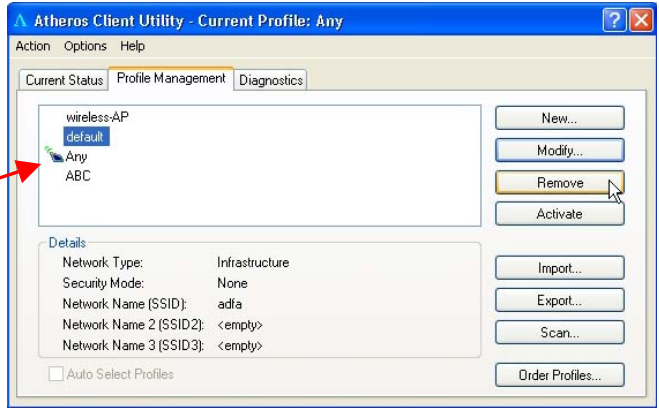 Atheros Client Utility - Current Profile: Any
Action Options Help
Current Status Profile Management Diagnostics
wireless-AP
default
Any
ABC
New...
Modify...
Remove
Activate
Details
Network Type: Infrastructure
Security Mode: None
Network Name (SSID): adfa
Network Name 2 (SSID2): <empty>
Network Name 3 (SSID3): <empty>
Import...
Export...
Scan...
Auto Select Profiles
Order Profiles...